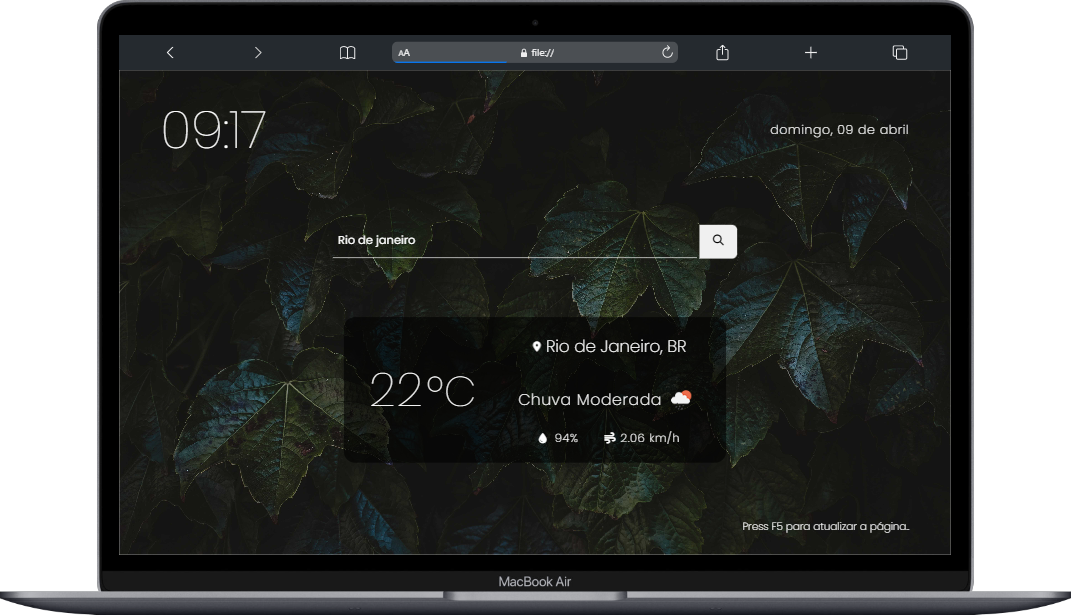 AA
file://
09:17
domingo, 09 de abril
Rio de janeiro
Rio de Janeiro, BR
22°C
Chuva Moderada
94%
2.06 km/h
Press F5 para atualizar a página..
MacBook Air